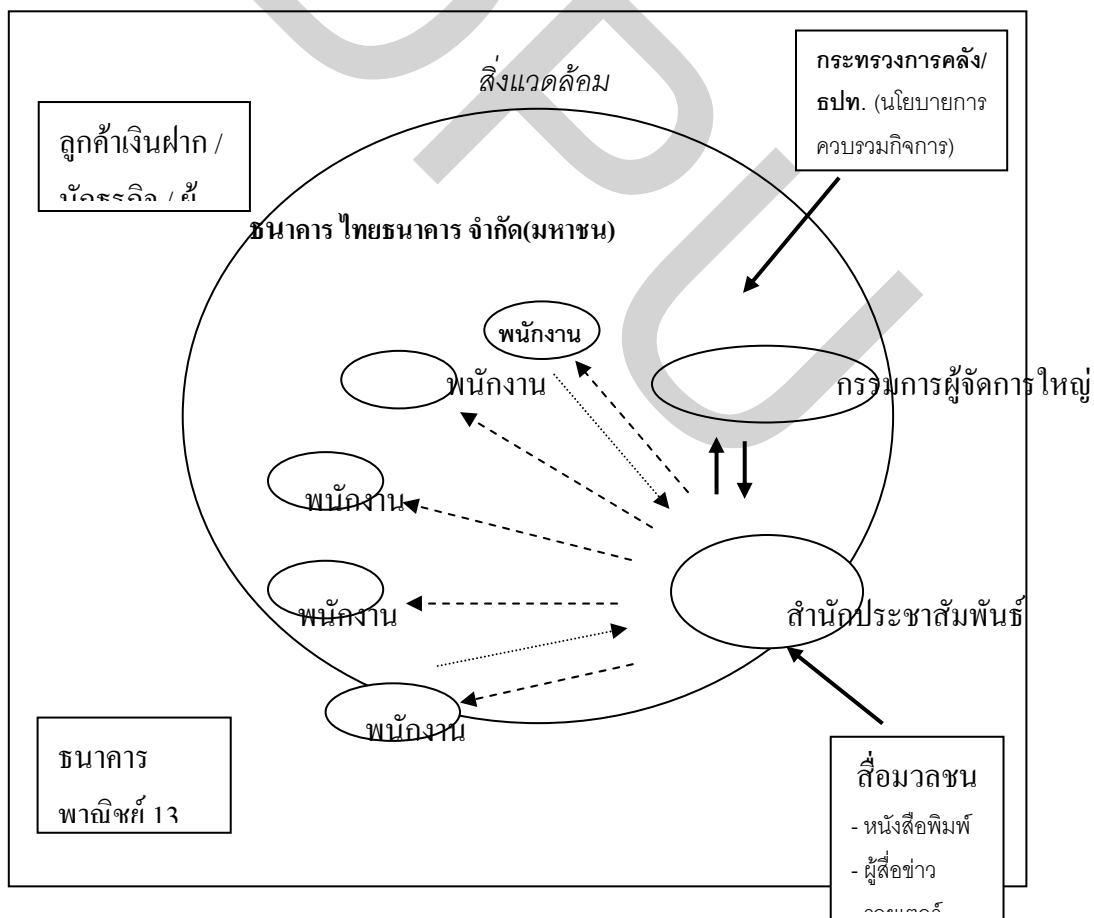 สิ่งแวดล้อม
กระทรวงการคลัง/
ธปท. (นโยบายการ
ควบรวมกิจการ)
ลูกค้าเงินฝาก /
นักธุรกิจ / ผู้
ธนาคาร ไทยธนาคาร จำกัด(มหาชน)
พนักงาน
พนักงาน
กรรมการผู้จัดการใหญ่
พนักงาน
พนักงาน
สำนักประชาสัมพันธ์
พนักงาน
ธนาคาร
พาณิชย์ 13
สื่อมวลชน
- หนังสือพิมพ์
- ผู้สื่อข่าว
DPU